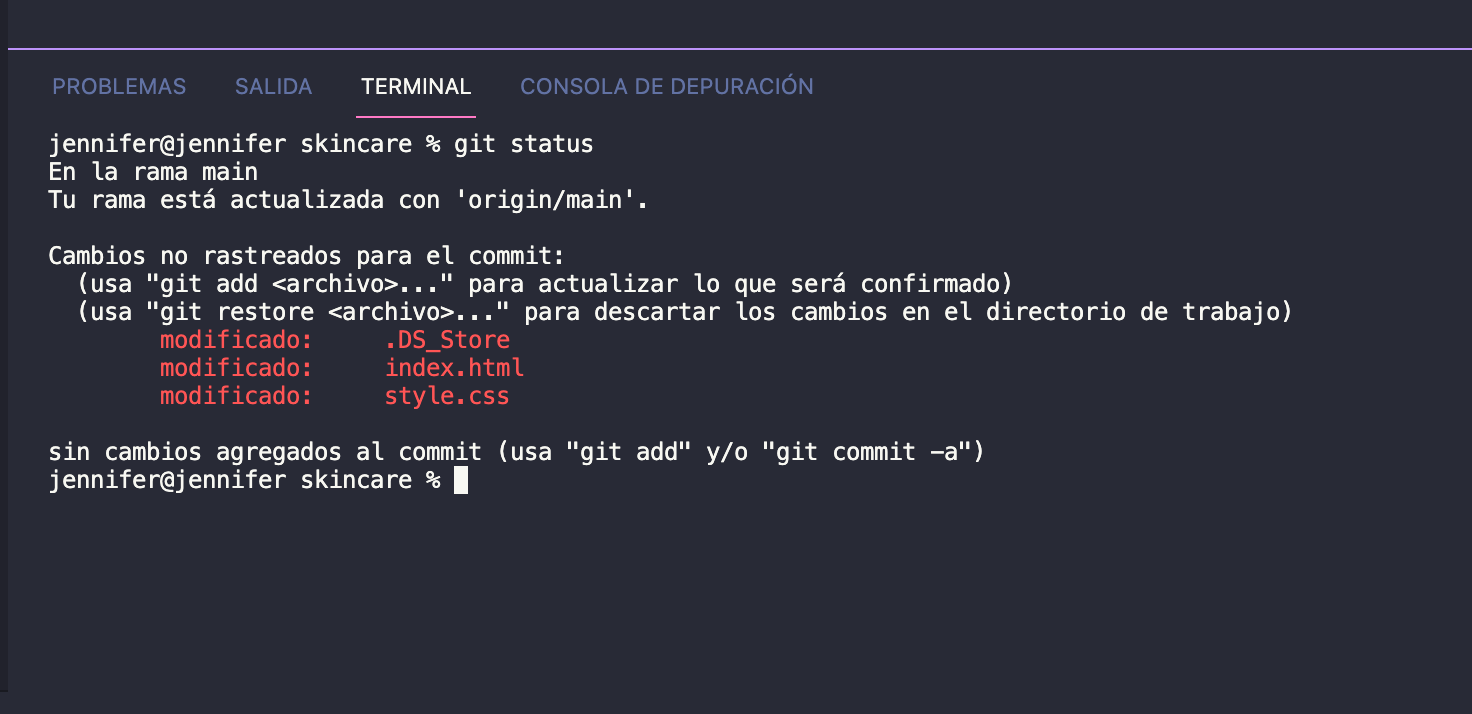 PROBLEMAS SALIDA TERMINAL CONSOLA DE DEPURACIÓN
jennifer@jennifer skincare % git status
En la rama main
Tu rama está actualizada con 'origin/main'.
Cambios no rastreados para el commit:
(usa "git add <archivo>..." para actualizar lo que será confirmado)
(usa "git restore <archivo>..." para descartar los cambios en el directorio de trabajo)
modificado: .DS_Store
modificado: index.html
modificado: style.css
sin cambios agregados al commit (usa "git add" y/o "git commit -a")
jennifer@jennifer skincare %